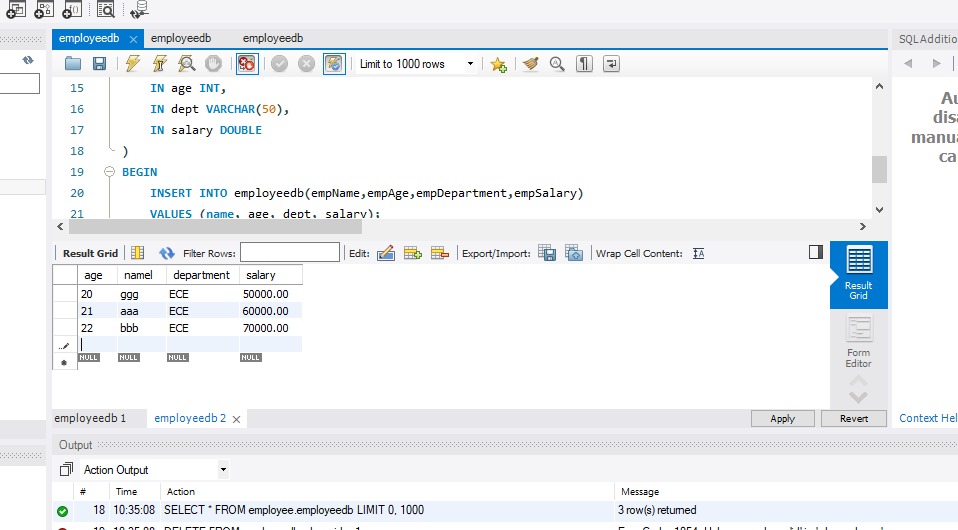 employeedb employeedb employeedb SQLAddition
Limit to 1000 rows
15 IN age INT,
16 IN dept VARCHAR(50),
17 IN salary DOUBLE
18 )
19 BEGIN
20 INSERT INTO employeedb(empName,empAge,empDepartment,empSalary)
21 VALUES (name, age, dept, salary);
Au
disa
manua
ca
Result Grid Filter Rows: Edit: Export/Import: Wrap Cell Content:
age namel department salary
20 ggg ECE 50000.00
21 aaa ECE 60000.00
22 bbb ECE 70000.00
NULL NULL NULL NULL
Result
Grid
Form
Editor
employeedb 1 employeedb 2 Apply Revert Context Hel
Output
Action Output
# Time Action Message
18 10:35:08 SELECT * FROM employee.employeedb LIMIT 0, 1000 3 row(s) returned